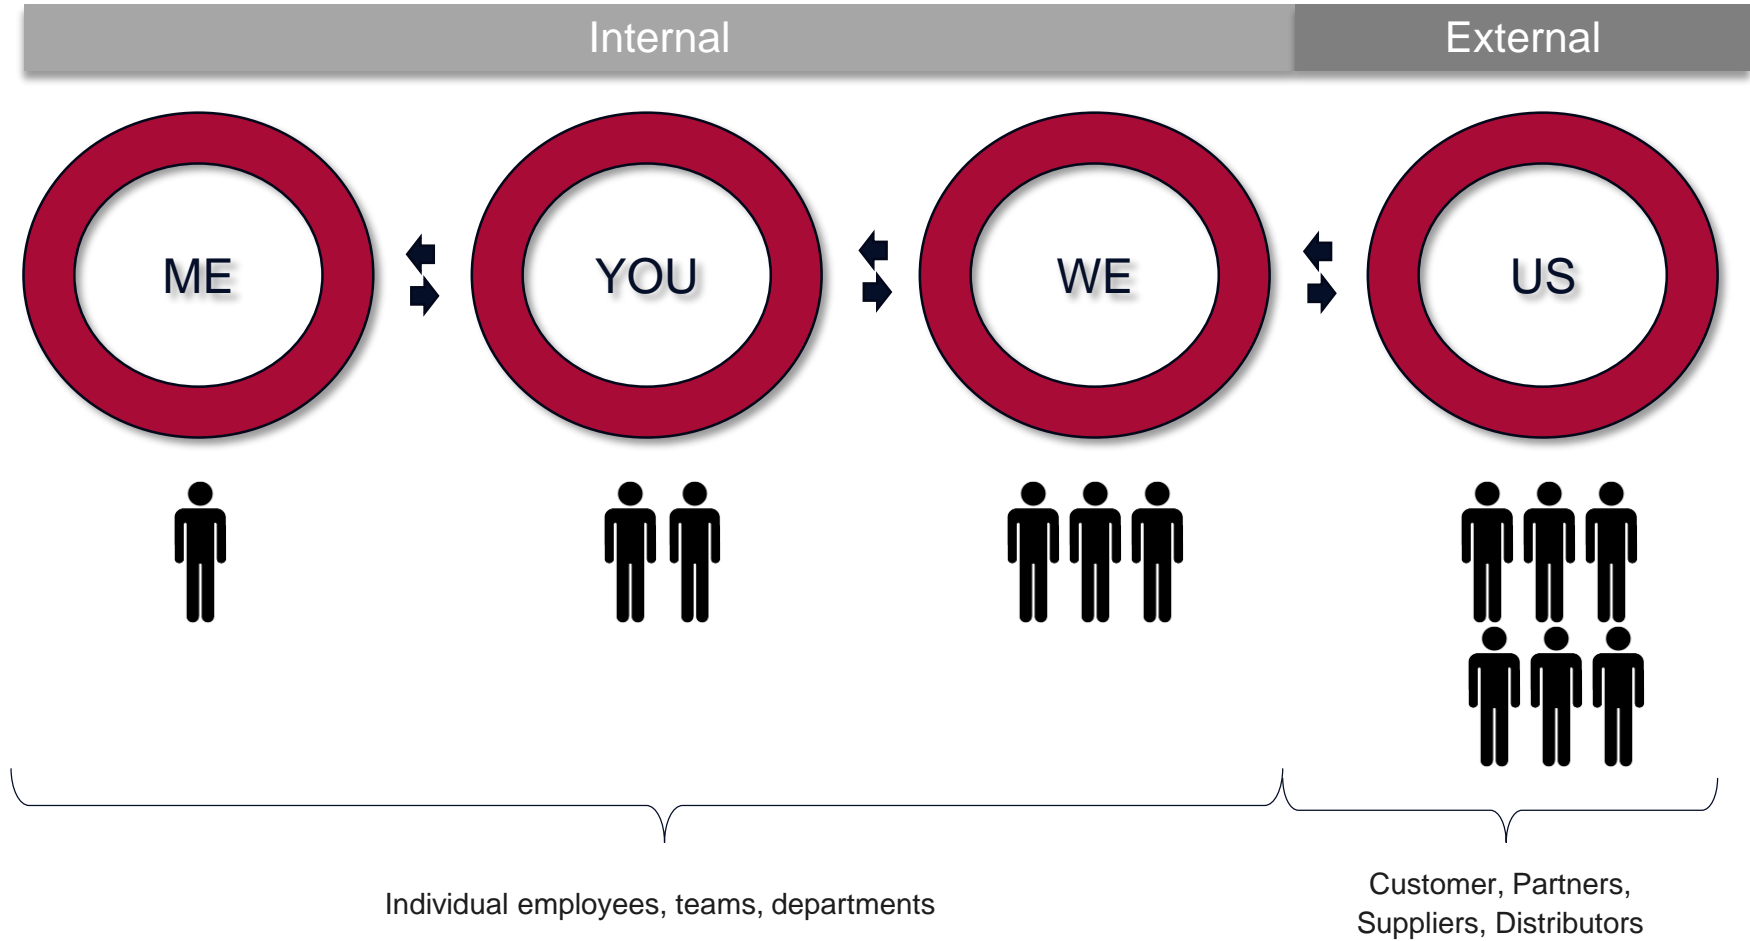 Internal
External
ME
YOU
WE
US
Individual employees, teams, departments
Customer, Partners,
Suppliers, Distributors